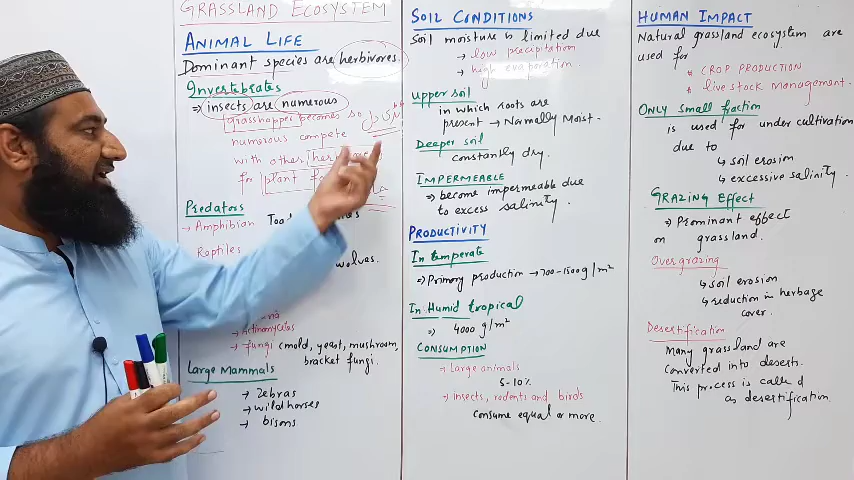 GRASSLAND ECOSYSTEM
ANIMAL LIFE
Dominant species are herbivores.
Invertebrates
⇒ insects are numerous
grasshopper becomes so
numerous compete
with other
for plant
Predators
→ Amphibian
Reptiles
wolves.
→ Actinomycetes
→ fungi (mold, yeast, mushroom,
bracket fungi.
Large Mammals
→ Zebras
→ wild horses
→ bisons
SOIL CONDITIONS
Soil moisture is limited due
→ low precipitation
→ high evaporation.
Upper soil
in which roots are
present → Normally Moist.
Deeper soil
constantly dry.
IMPERMEABLE
⇒ become impermeable due
to excess salinity.
PRODUCTIVITY
In temperate
⇒ Primary production → 700-1500 g/m²
In Humid tropical
⇒ 4000 g/m²
CONSUMPTION
→ Large animals
5-10%
→ insects, rodents and birds
Consume equal or more.
HUMAN IMPACT
Natural grassland ecosystem are
used for
* CROP PRODUCTION
* live stock management.
ONLY small fraction
is used for under cultivation
due to
↳ soil erosion
↳ excessive salinity.
GRAZING EFFECT
⇒ Prominent effect
on grassland.
Overgrazing
↳ soil erosion
↳ reduction in herbage
cover.
Desertification
Many grassland are
converted into deserts.
This process is called
as desertification